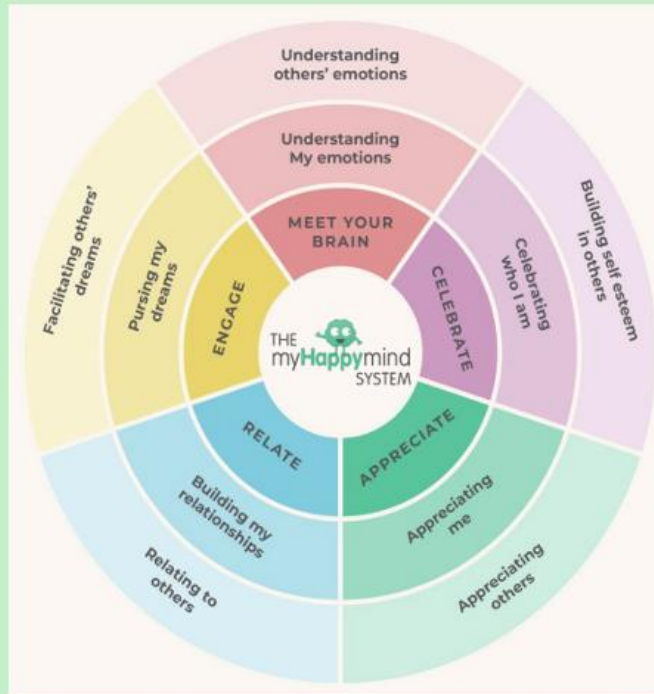 Understanding
others' emotions
Understanding
My emotions
MEET YOUR
BRAIN
Building self esteem
in others
Celebrating
who I am
CELEBRATE
Appreciating
others
Appreciating
me
APPRECIATE
Relating to
others
Building my
relationships
RELATE
Facilitating others'
dreams
Pursing my
dreams
ENGAGE
THE
myHappymind
SYSTEM